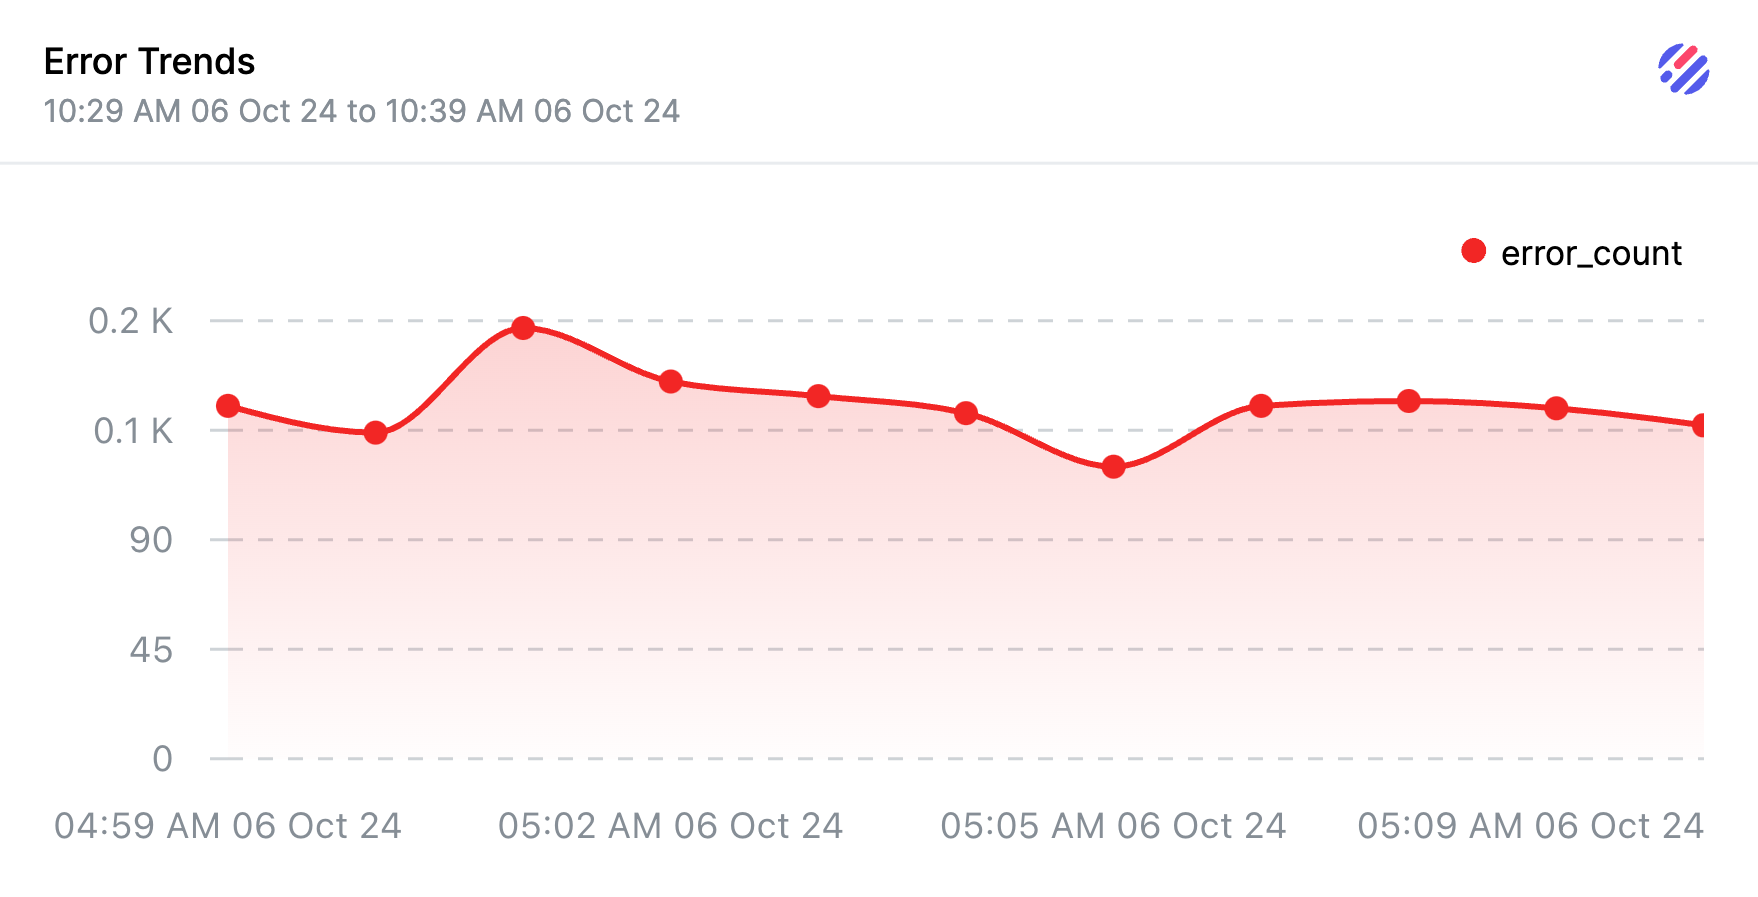 Error Trends
10:29 AM 06 Oct 24 to 10:39 AM 06 Oct 24
error_count
0.2 K
0.1 K
90
45
0
04:59 AM 06 Oct 24
05:02 AM 06 Oct 24
05:05 AM 06 Oct 24
05:09 AM 06 Oct 24